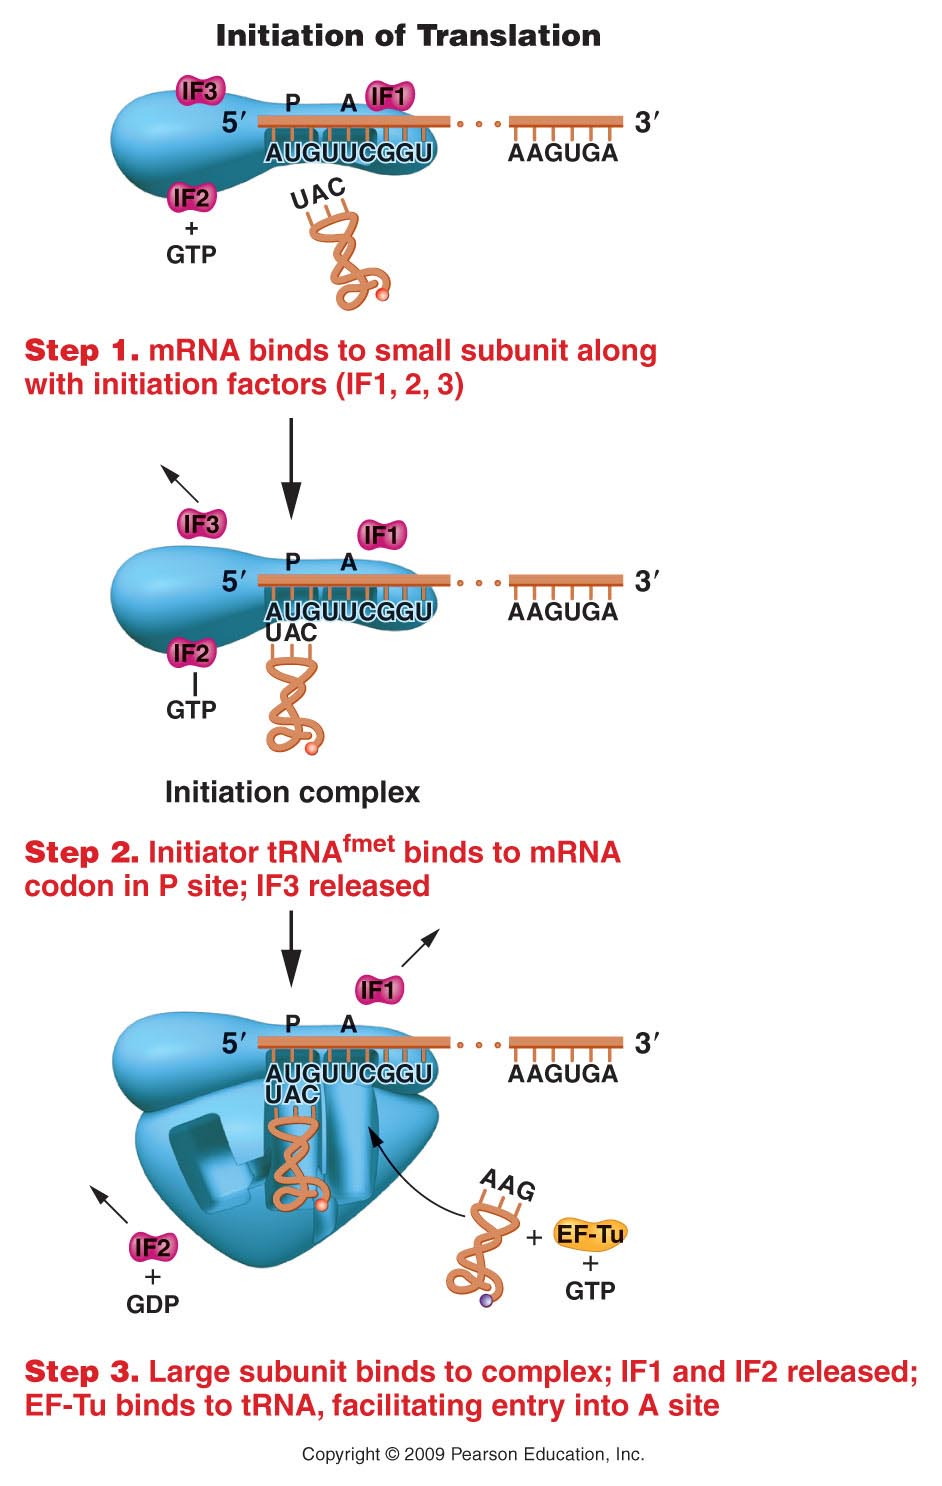 Initiation of Translation
IF3
P A IF1
5′ 3′
AUGUUCGGU AAGUGA
IF2
+
GTP
UAC
Step 1. mRNA binds to small subunit along
with initiation factors (IF1, 2, 3)
IF3
IF1
P A
5′ 3′
AUGUUCGGU AAGUGA
UAC
IF2
GTP
Initiation complex
Step 2. Initiator tRNAfmet binds to mRNA
codon in P site; IF3 released
IF1
P A
5′ 3′
AUGUUCGGU AAGUGA
UAC
AAG
+ EF-Tu
+
GTP
IF2
+
GDP
Step 3. Large subunit binds to complex; IF1 and IF2 released;
EF-Tu binds to tRNA, facilitating entry into A site
Copyright © 2009 Pearson Education, Inc.